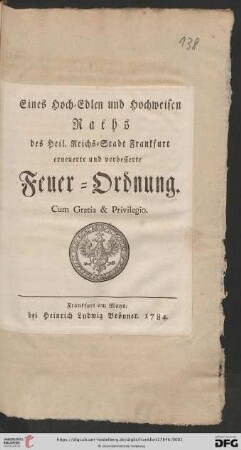 138
Eines Hoch-Edlen und Hochweisen
Raths
des Heil. Reichs-Stadt Frankfurt
erneuerte und verbesserte
Feuer-Ordnung.
Cum Gratia & Privilegio.
Frankfurt am Mayn,
bei Heinrich Ludwig Brönner. 1784.
DFG